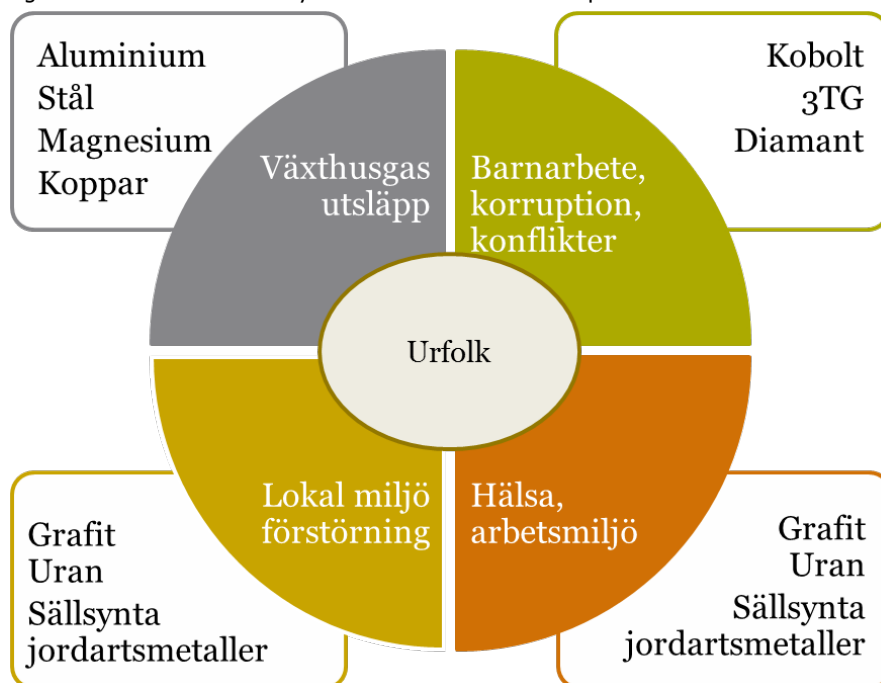 Aluminium
Stål
Magnesium
Koppar
Kobolt
3TG
Diamant
Växthusgas
utsläpp
Barnarbete,
korruption,
konflikter
Urfolk
Lokal miljö
förstörning
Hälsa,
arbetsmiljö
Grafit
Uran
Sällsynta
jordartsmetaller
Grafit
Uran
Sällsynta
jordartsmetaller